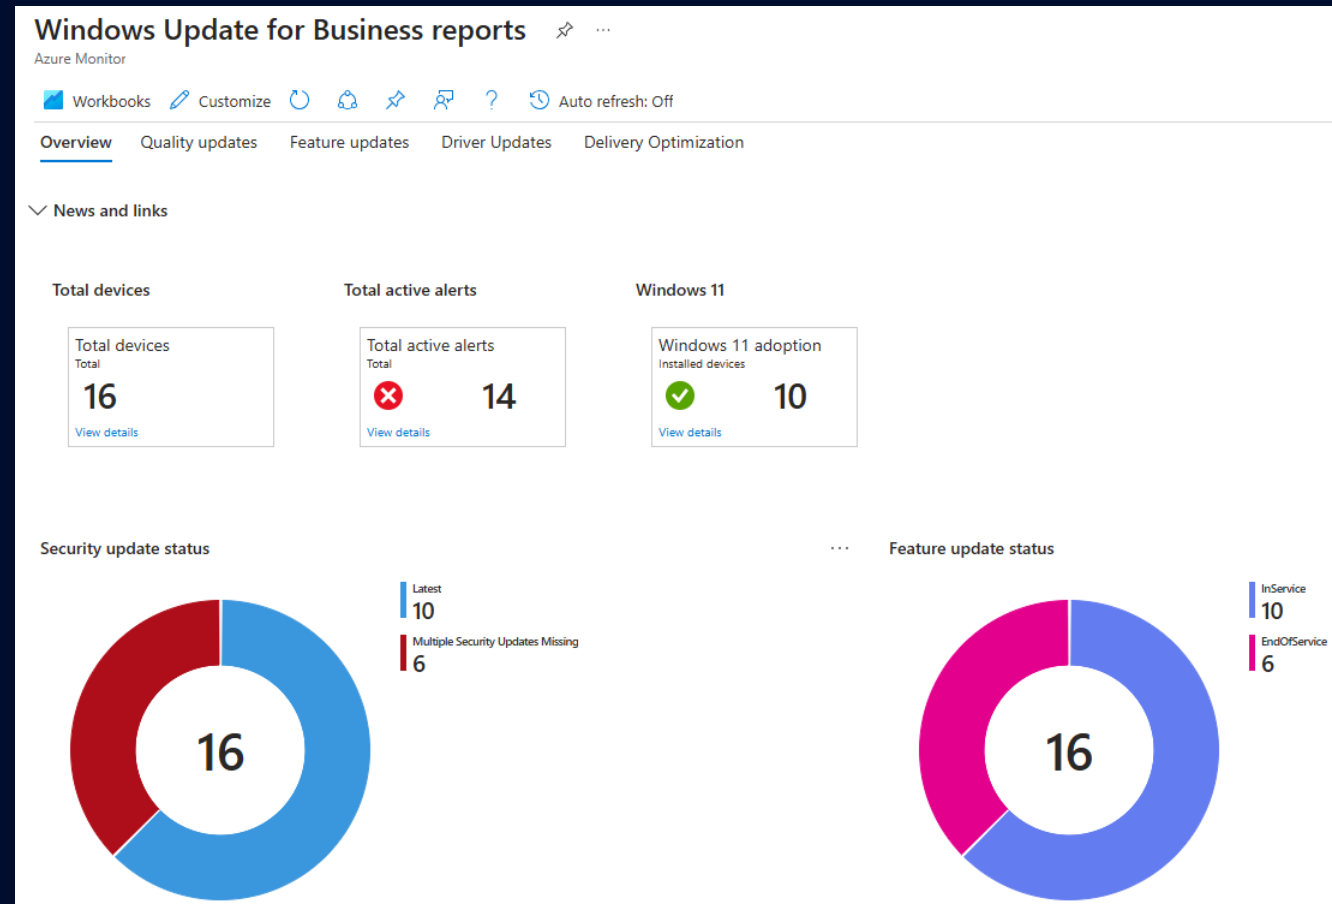 Windows Update for Business reports
Azure Monitor
Workbooks Customize Auto refresh: Off
Overview Quality updates Feature updates Driver Updates Delivery Optimization
News and links
Total devices Total active alerts Windows 11
Total devices Total active alerts Windows 11 adoption
Total Total Installed devices
16 14 10
View details View details View details
Security update status ... Feature update status
Latest
10
Multiple Security Updates Missing
6
16
InService
10
EndOfService
6
16